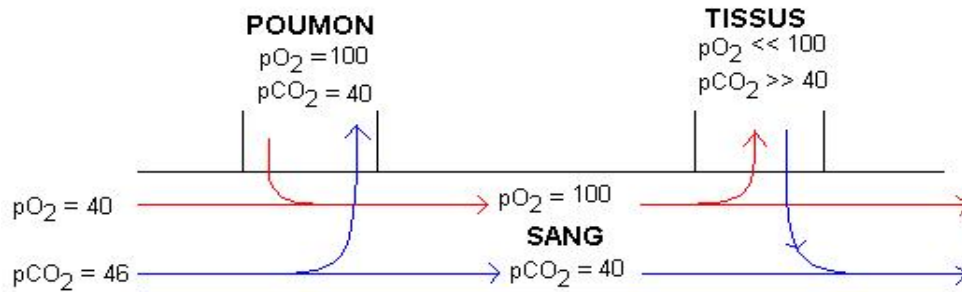 POUMON
pO₂ = 100
pCO₂ = 40
TISSUS
pO₂ << 100
pCO₂ >> 40
pO₂ = 40
pO₂ = 100
SANG
pCO₂ = 46
pCO₂ = 40